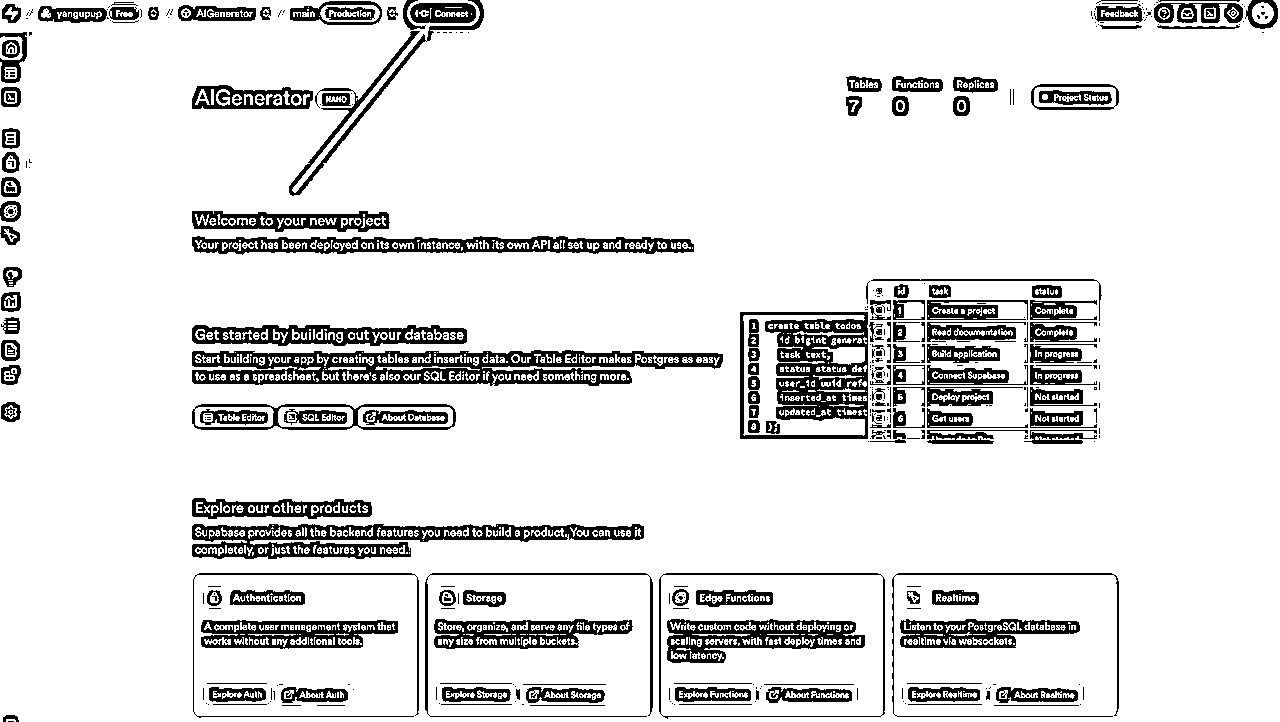 yangupup Free AIGenerator main Production Connect Feedback
AIGenerator NANO
Tables Functions Replicas
7 0 0 Project Status
Welcome to your new project
Your project has been deployed on its own instance, with its own API all set up and ready to use.
Get started by building out your database
Start building your app by creating tables and inserting data. Our Table Editor makes Postgres as easy
to use as a spreadsheet, but there's also our SQL Editor if you need something more.
Table Editor SQL Editor About Database
1 create table todos
2 id bigint generat
3 task text,
4 status status def
5 user_id uuid refe
6 inserted_at times
7 updated_at timest
8 );
id task status
1 Create a project Complete
2 Read documentation Complete
3 Build application In progress
4 Connect Supabase In progress
5 Deploy project Not started
6 Get users Not started
Explore our other products
Supabase provides all the backend features you need to build a product. You can use it
completely, or just the features you need.
Authentication
A complete user management system that
works without any additional tools.
Explore Auth About Auth
Storage
Store, organize, and serve any file types of
any size from multiple buckets.
Explore Storage About Storage
Edge Functions
Write custom code without deploying or
scaling servers, with fast deploy times and
low latency.
Explore Functions About Functions
Realtime
Listen to your PostgreSQL database in
realtime via websockets.
Explore Realtime About Realtime